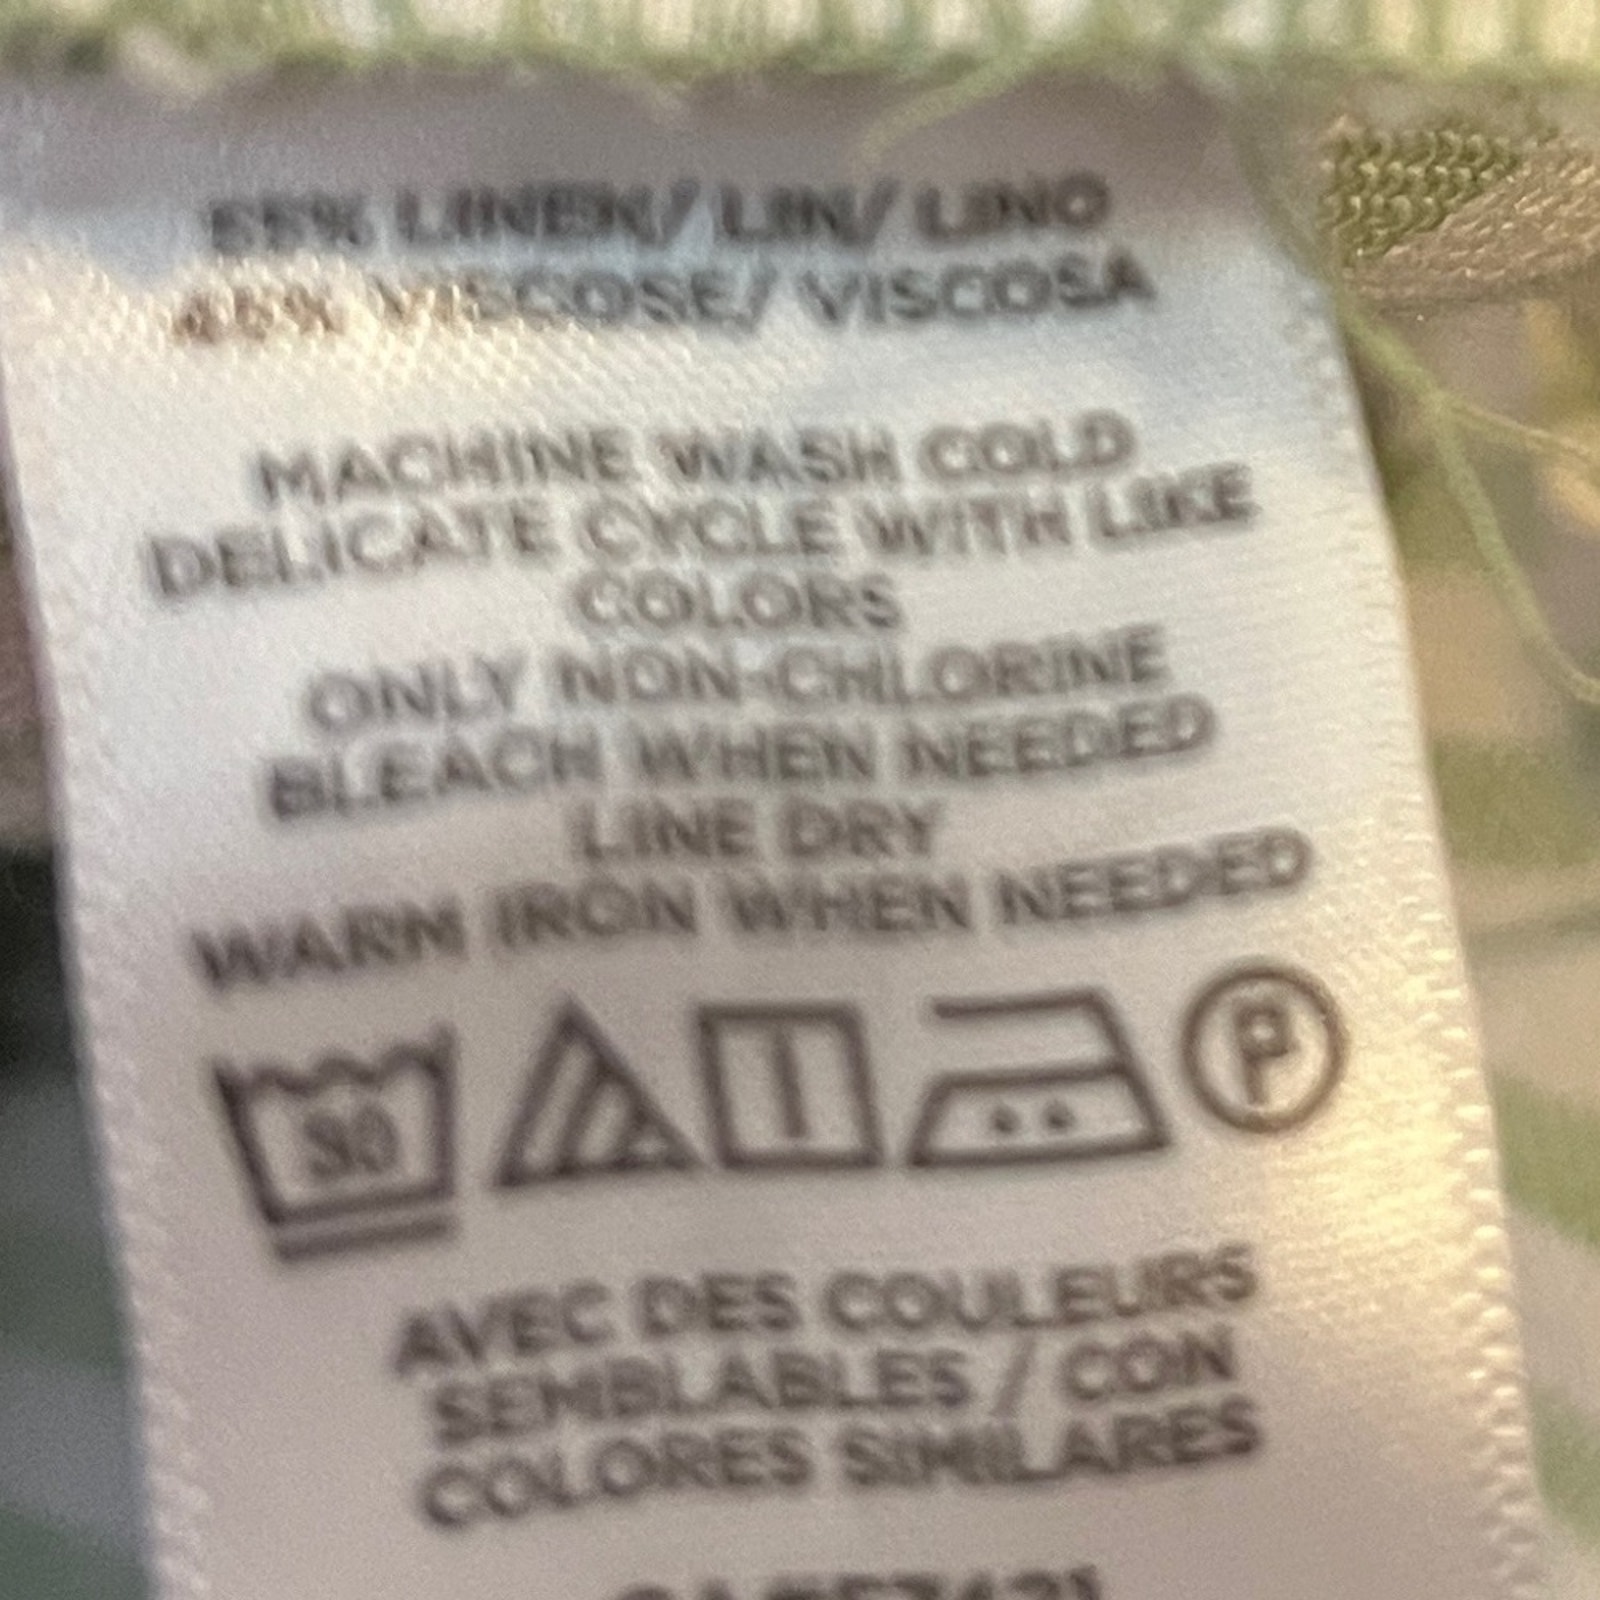 55% LINEN/ LIN/ LINO
45% VISCOSE/ VISCOSA
MACHINE WASH COLD
DELICATE CYCLE WITH LIKE
COLORS
ONLY NON-CHLORINE
BLEACH WHEN NEEDED
LINE DRY
WARM IRON WHEN NEEDED
30 P
AVEC DES COULEURS
SEMBLABLES / CON
COLORES SIMILARES